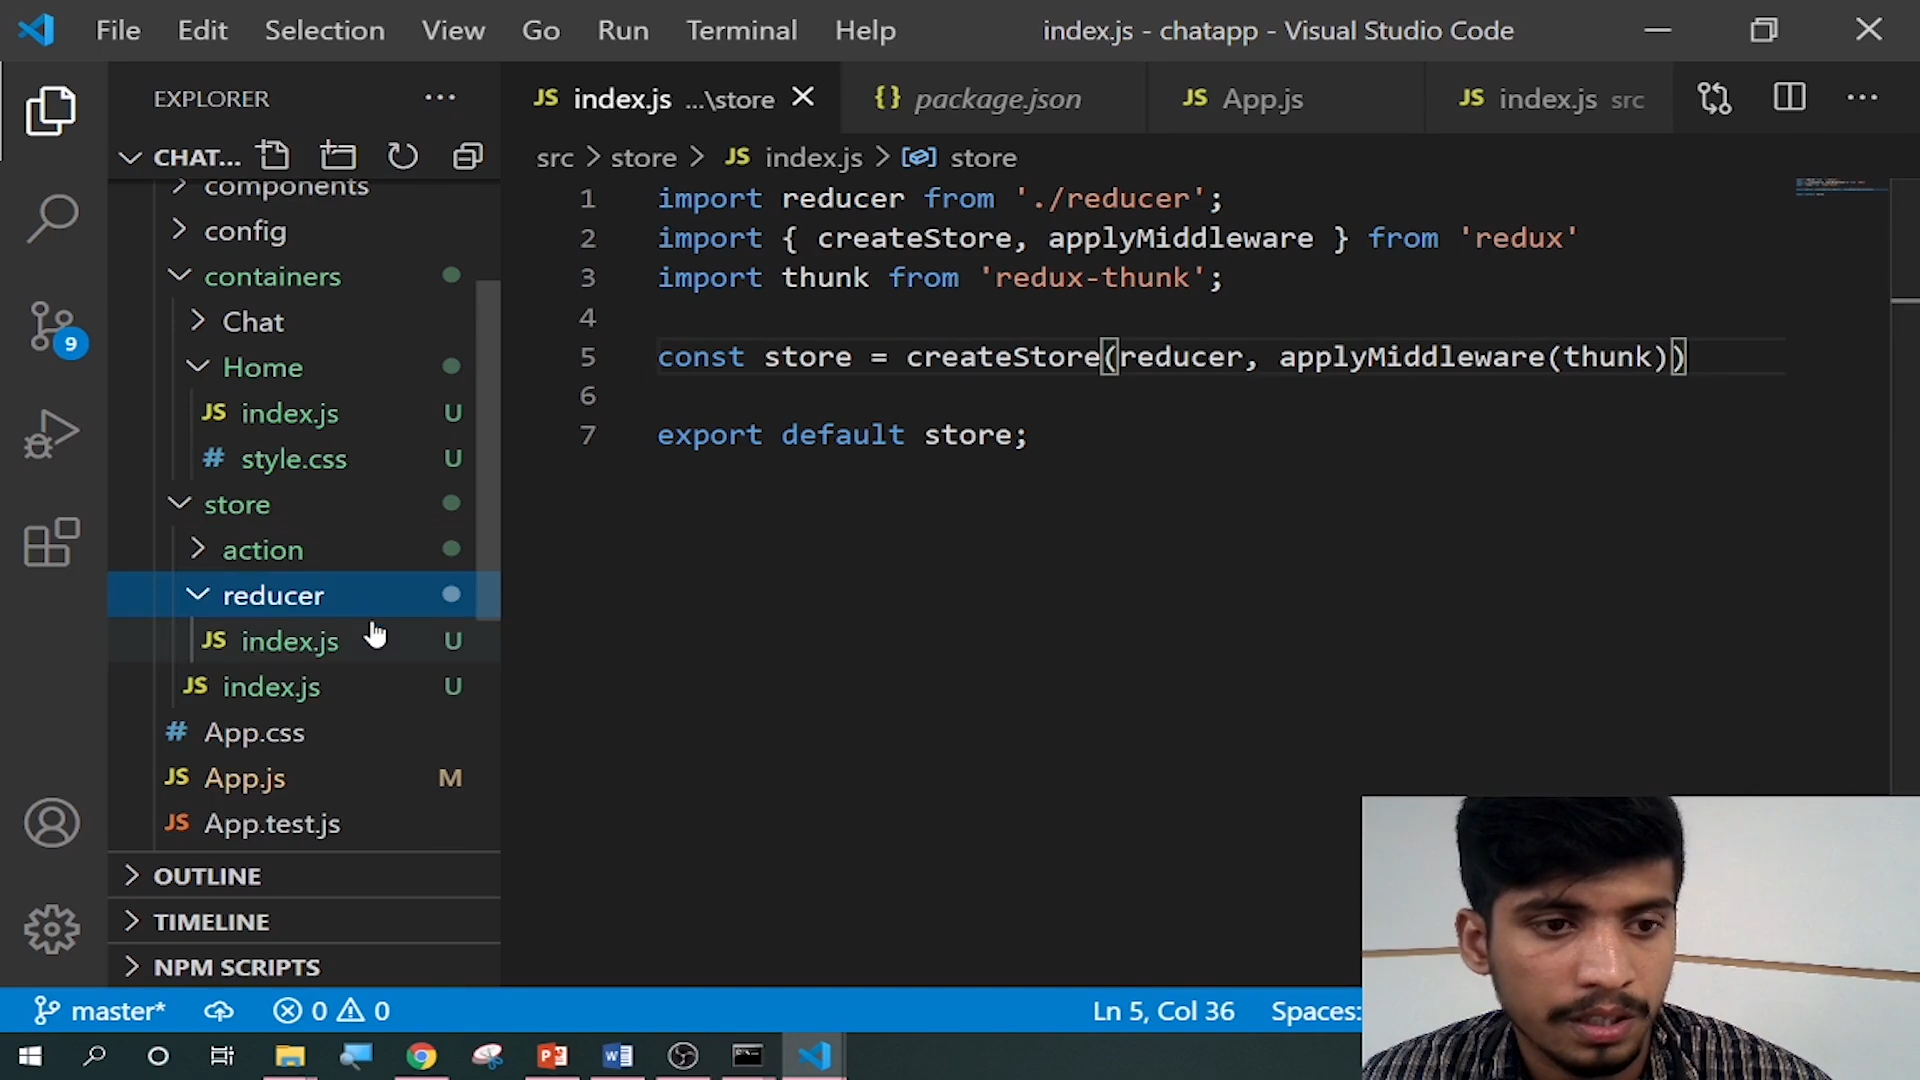 File Edit Selection View Go Run Terminal Help index.js - chatapp - Visual Studio Code
EXPLORER
JS index.js ...\store {} package.json JS App.js JS index.js src
CHAT...
src > store > JS index.js > store
components
config
containers
Chat
Home
JS index.js U
# style.css U
store
action
reducer
JS index.js U
JS index.js U
# App.css
JS App.js M
JS App.test.js
OUTLINE
TIMELINE
NPM SCRIPTS
9
1 import reducer from './reducer';
2 import { createStore, applyMiddleware } from 'redux'
3 import thunk from 'redux-thunk';
4
5 const store = createStore(reducer, applyMiddleware(thunk))
6
7 export default store;
master* 0 0 Ln 5, Col 36 Spaces: